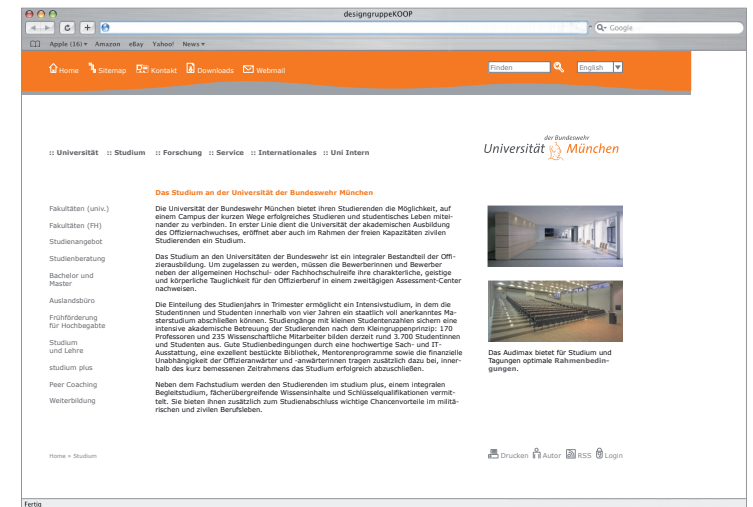 designgruppeKOOP
Google
Apple (16) Amazon eBay Yahoo! News
Home Sitemap Kontakt Downloads Webmail Finden English
der Bundeswehr
Universität München
:: Universität :: Studium :: Forschung :: Service :: Internationales :: Uni Intern
Das Studium an der Universität der Bundeswehr München
Fakultäten (univ.)
Fakultäten (FH)
Studienangebot
Studienberatung
Bachelor und
Master
Auslandsbüro
Frühförderung
für Hochbegabte
Studium
und Lehre
studium plus
Peer Coaching
Weiterbildung
Die Universität der Bundeswehr München bietet ihren Studierenden die Möglichkeit, auf
einem Campus der kurzen Wege erfolgreiches Studieren und studentisches Leben mitei-
nander zu verbinden. In erster Linie dient die Universität der akademischen Ausbildung
des Offiziernachwuchses, eröffnet aber auch im Rahmen der freien Kapazitäten zivilen
Studierenden ein Studium.
Das Studium an den Universitäten der Bundeswehr ist ein integraler Bestandteil der Offi-
zierausbildung. Um zugelassen zu werden, müssen die Bewerberinnen und Bewerber
neben der allgemeinen Hochschul- oder Fachhochschulreife ihre charakterliche, geistige
und körperliche Tauglichkeit für den Offizierberuf in einem zweitägigen Assessment-Center
nachweisen.
Die Einteilung des Studienjahrs in Trimester ermöglicht ein Intensivstudium, in dem die
Studentinnen und Studenten innerhalb von vier Jahren ein staatlich voll anerkanntes Ma-
sterstudium abschließen können. Studiengänge mit kleinen Studentenzahlen sichern eine
intensive akademische Betreuung der Studierenden nach dem Kleingruppenprinzip: 170
Professoren und 235 Wissenschaftliche Mitarbeiter bilden derzeit rund 3.700 Studentinnen
und Studenten aus. Gute Studienbedingungen durch eine hochwertige Sach- und IT-
Ausstattung, eine exzellent bestückte Bibliothek, Mentorenprogramme sowie die finanzielle
Unabhängigkeit der Offizieranwärter und -anwärterinnen tragen zusätzlich dazu bei, inner-
halb des kurz bemessenen Zeitrahmens das Studium erfolgreich abzuschließen.
Neben dem Fachstudium werden den Studierenden im studium plus, einem integralen
Begleitstudium, fächerübergreifende Wissensinhalte und Schlüsselqualifikationen vermit-
telt. Sie bieten ihnen zusätzlich zum Studienabschluss wichtige Chancenvorteile im militä-
rischen und zivilen Berufsleben.
Das Audimax bietet für Studium und
Tagungen optimale Rahmenbedin-
gungen.
Home » Studium
Drucken Autor RSS Login
Fertig